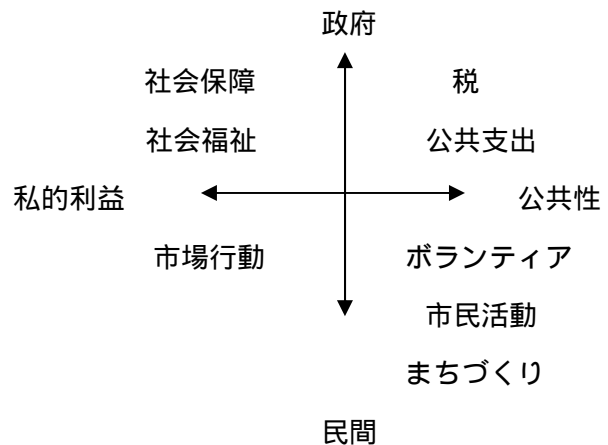 政府
社会保障 税
社会福祉 公共支出
私的利益 公共性
市場行動 ボランティア
市民活動
まちづくり
民間